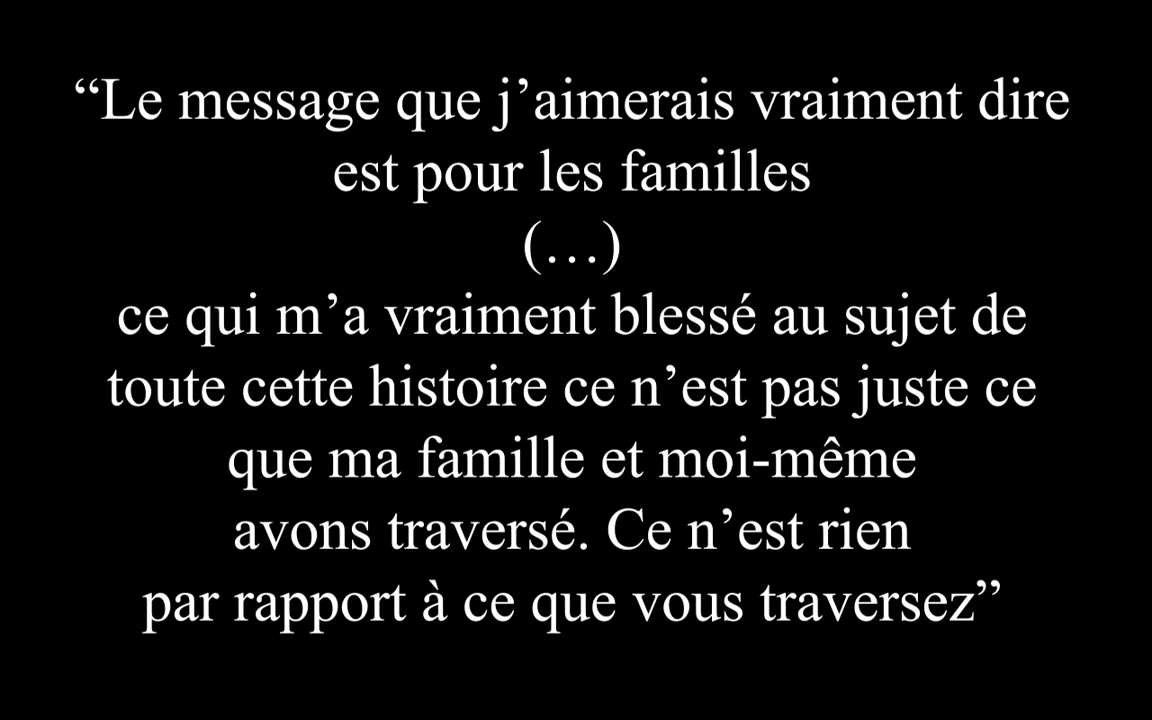 “Le message que j’aimerais vraiment dire
est pour les familles
(…)
ce qui m’a vraiment blessé au sujet de
toute cette histoire ce n’est pas juste ce
que ma famille et moi-même
avons traversé. Ce n’est rien
par rapport à ce que vous traversez”